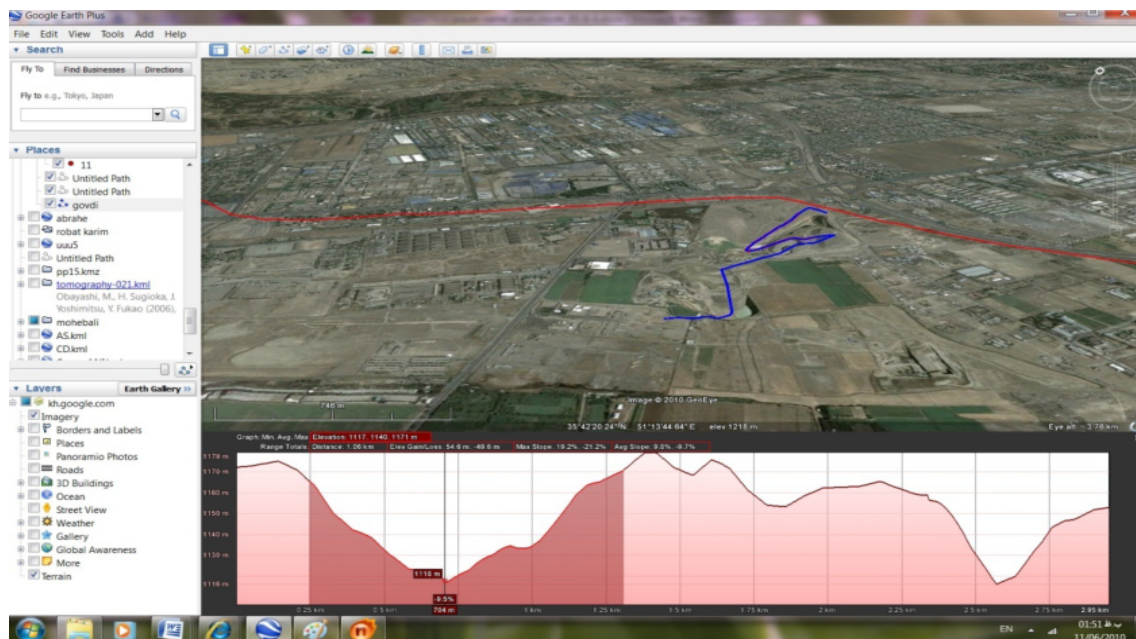 Google Earth Plus
File Edit View Tools Add Help
Search
Fly To Find Businesses Directions
Fly to e.g., Tokyo, Japan
Places
11
Untitled Path
Untitled Path
govdi
abrahe
robat karim
uuu5
Untitled Path
pp15.kmz
tomography-021.kml
Obayashi, M., H. Sugioka, J.
Yoshimitsu, Y. Fukao (2006),
mohebali
AS.kml
CD.kml
Layers
Earth Gallery >>
kh.google.com
Imagery
Borders and Labels
Places
Panoramio Photos
Roads
3D Buildings
Ocean
Street View
Weather
Gallery
Global Awareness
More
Terrain
746 m
Image © 2010 GeoEye
35°42'20.24" N 51°13'44.64" E elev 1218 m
Eye alt 3.76 km
Graph: Min, Avg, Max Elevation: 1117, 1140, 1171 m
Range Totals: Distance: 1.06 km Elev Gain/Loss: 54.6 m, -49.6 m Max Slope: 19.2%, -21.2% Avg Slope: 9.8%, -9.7%
1170 m
1160 m
1150 m
1130 m
1116 m
1118 m
-9.5%
704 m
0.25 km
0.5 km
1 km
1.25 km
1.5 km
1.75 km
2 km
2.25 km
2.5 km
2.75 km
2.95 km
EN
01:51 ب.ظ
11/06/2010